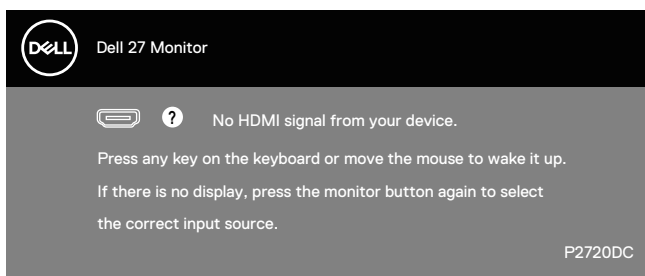 DELL
Dell 27 Monitor
? No HDMI signal from your device.
Press any key on the keyboard or move the mouse to wake it up.
If there is no display, press the monitor button again to select
the correct input source.
P2720DC